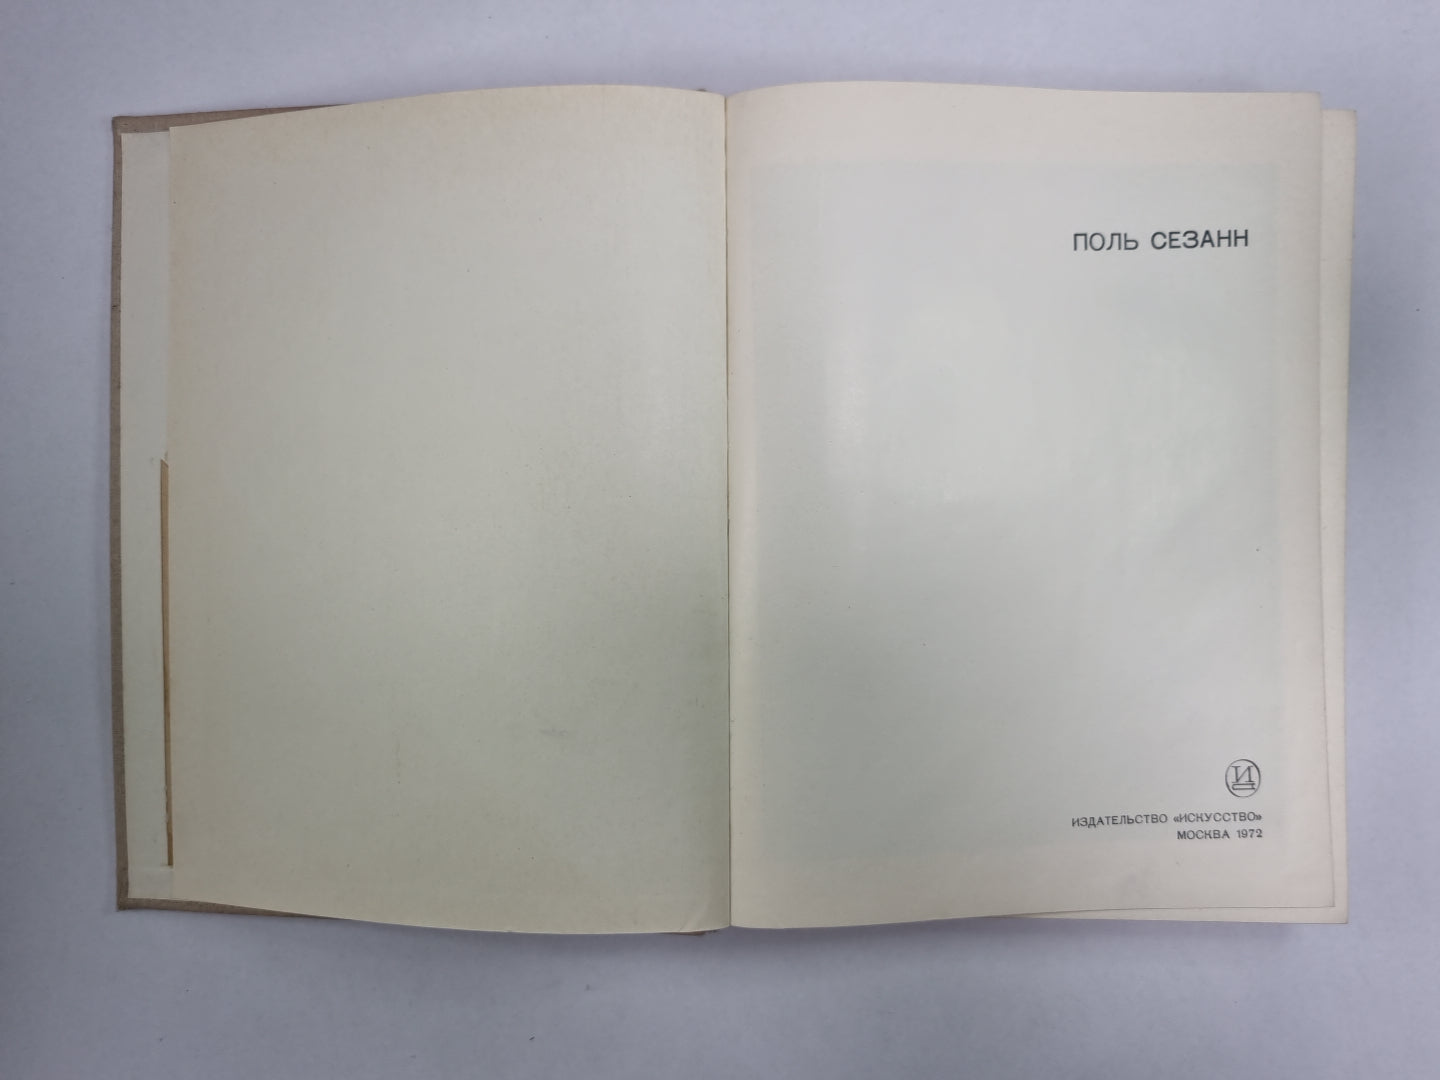 ПОЛЬ СЕЗАНН
И
ИЗДАТЕЛЬСТВО «ИСКУССТВО»
МОСКВА 1972